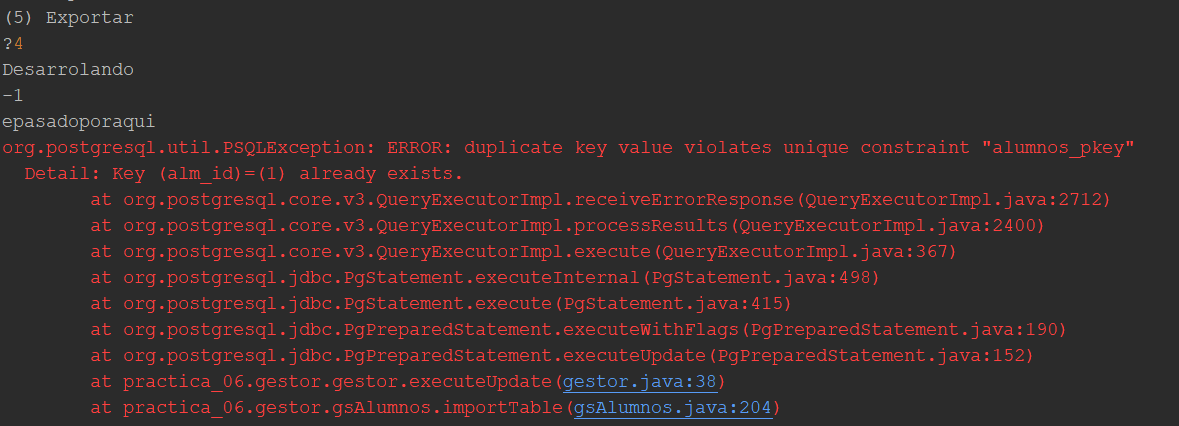 (5) Exportar
?4
Desarrolando
-1
epasadoporaqui
org.postgresql.util.PSQLException: ERROR: duplicate key value violates unique constraint "alumnos_pkey"
  Detail: Key (alm_id)=(1) already exists.
	at org.postgresql.core.v3.QueryExecutorImpl.receiveErrorResponse(QueryExecutorImpl.java:2712)
	at org.postgresql.core.v3.QueryExecutorImpl.processResults(QueryExecutorImpl.java:2400)
	at org.postgresql.core.v3.QueryExecutorImpl.execute(QueryExecutorImpl.java:367)
	at org.postgresql.jdbc.PgStatement.executeInternal(PgStatement.java:498)
	at org.postgresql.jdbc.PgStatement.execute(PgStatement.java:415)
	at org.postgresql.jdbc.PgPreparedStatement.executeWithFlags(PgPreparedStatement.java:190)
	at org.postgresql.jdbc.PgPreparedStatement.executeUpdate(PgPreparedStatement.java:152)
	at practica_06.gestor.gestor.executeUpdate(gestor.java:38)
	at practica_06.gestor.gsAlumnos.importTable(gsAlumnos.java:204)